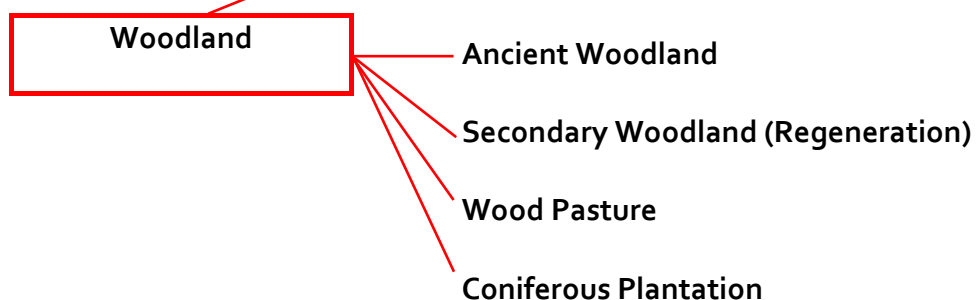 Woodland
Ancient Woodland
Secondary Woodland (Regeneration)
Wood Pasture
Coniferous Plantation